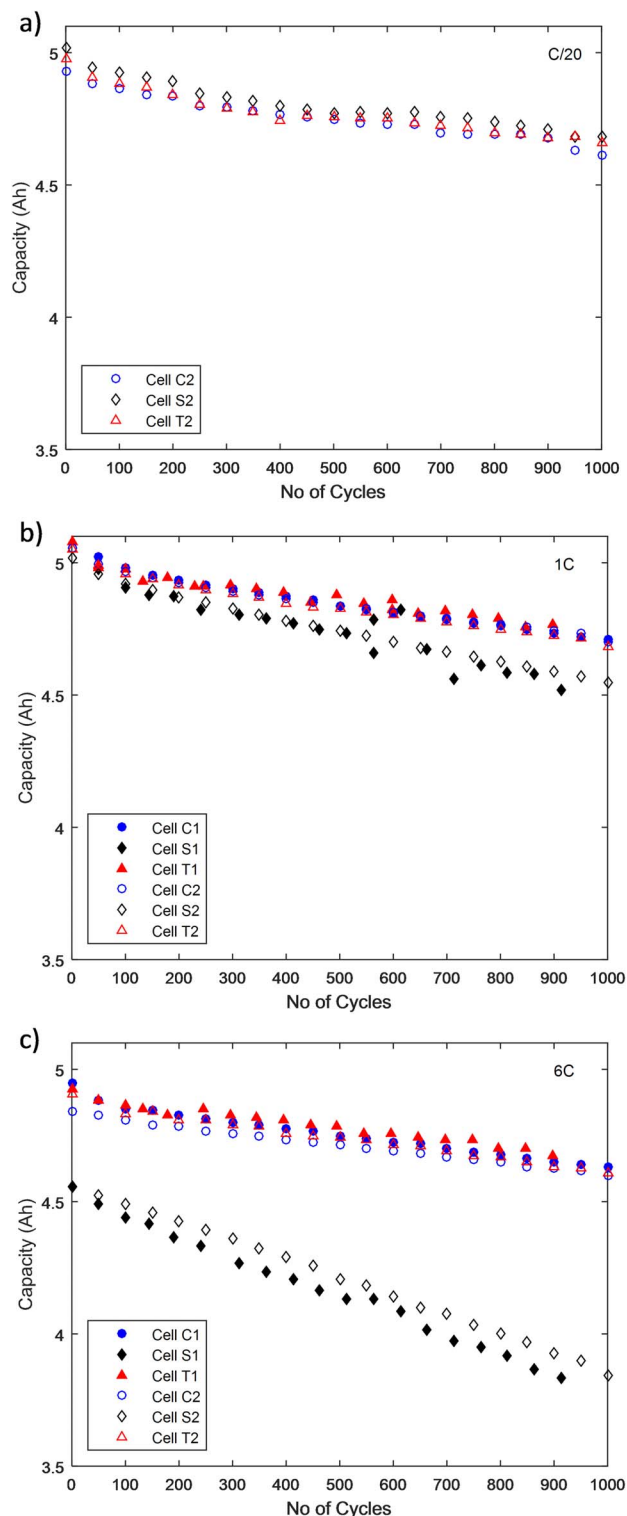 a)
C/20
5
4.5
4
3.5
Capacity (Ah)
Cell C2
Cell S2
Cell T2
0 100 200 300 400 500 600 700 800 900 1000
No of Cycles
b)
1C
5
4.5
4
3.5
Capacity (Ah)
Cell C1
Cell S1
Cell T1
Cell C2
Cell S2
Cell T2
0 100 200 300 400 500 600 700 800 900 1000
No of Cycles
c)
6C
5
4.5
4
3.5
Capacity (Ah)
Cell C1
Cell S1
Cell T1
Cell C2
Cell S2
Cell T2
0 100 200 300 400 500 600 700 800 900 1000
No of Cycles